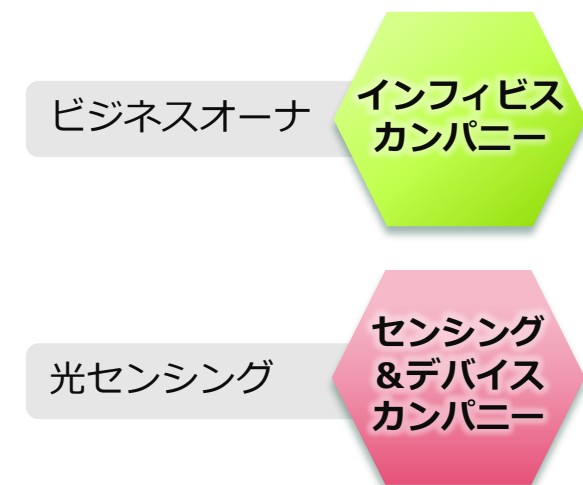 ビジネスオーナ
インフィビス
カンパニー
光センシング
センシング
&デバイス
カンパニー